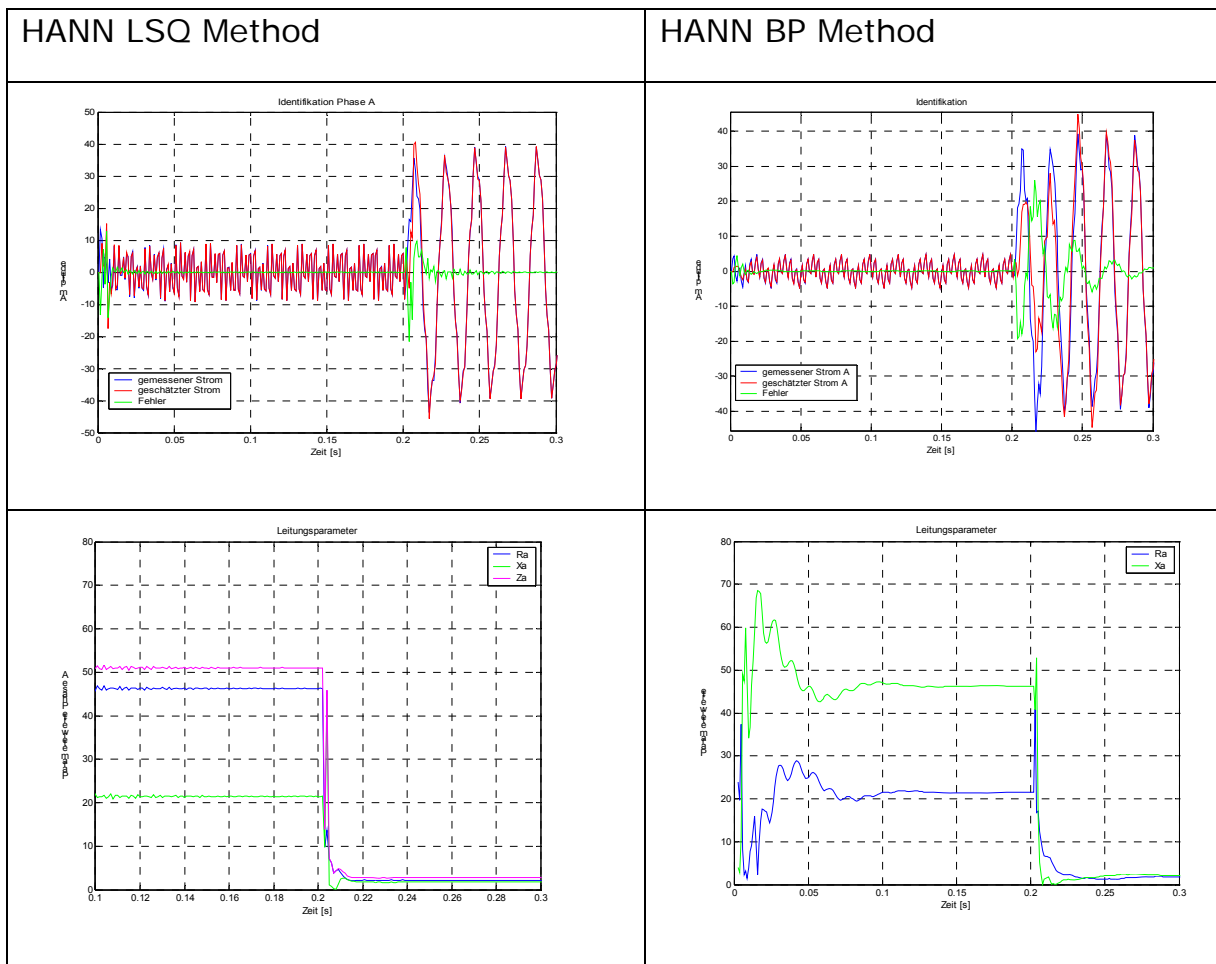 HANN LSQ Method
HANN BP Method
Identifikation Phase A
50
40
30
20
10
0
-10
-20
-30
-40
-50
gemessener Strom
geschätzter Strom
Fehler
0 0.05 0.1 0.15 0.2 0.25 0.3
Zeit [s]
Identifikation
40
30
20
10
0
-10
-20
-30
-40
gemessener Strom A
geschätzter Strom A
Fehler
0 0.05 0.1 0.15 0.2 0.25 0.3
Zeit [s]
Leitungsparameter
80
70
60
50
40
30
20
10
0
Ra
Xa
Za
0.1 0.12 0.14 0.16 0.18 0.2 0.22 0.24 0.26 0.28 0.3
Zeit [s]
Leitungsparameter
80
70
60
50
40
30
20
10
0
Ra
Xa
0 0.05 0.1 0.15 0.2 0.25 0.3
Zeit [s]